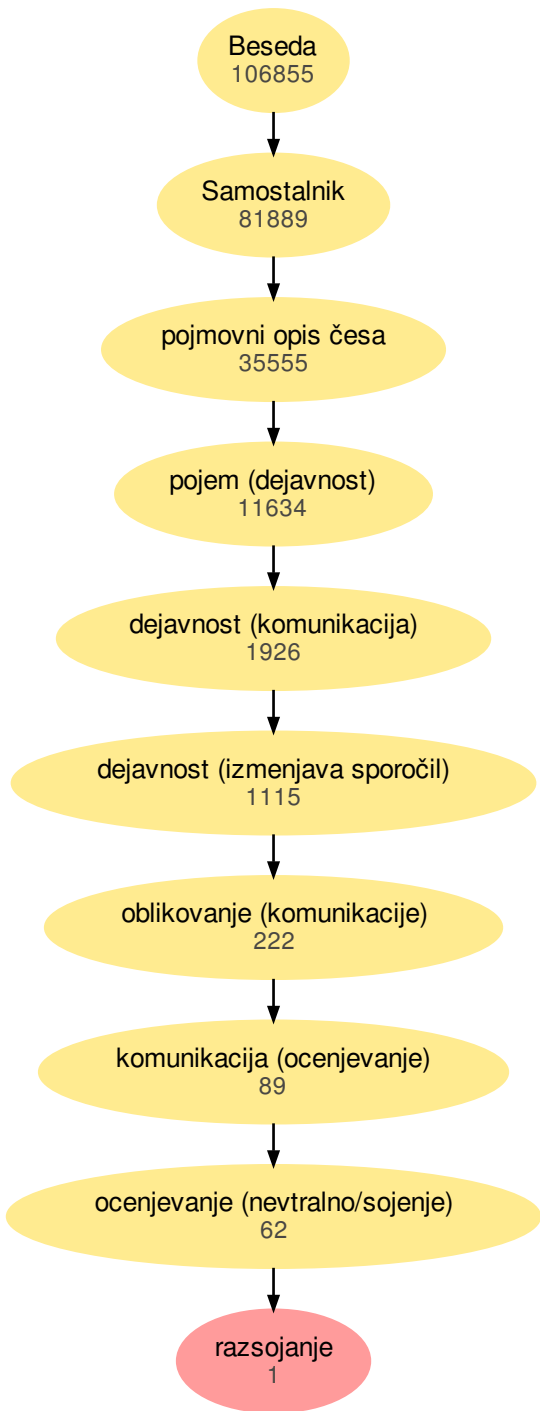 Beseda
106855
Samostalnik
81889
pojmovni opis česa
35555
pojem (dejavnost)
11634
dejavnost (komunikacija)
1926
dejavnost (izmenjava sporočil)
1115
oblikovanje (komunikacije)
222
komunikacija (ocenjevanje)
89
ocenjevanje (nevtralno/sojenje)
62
razsojanje
1